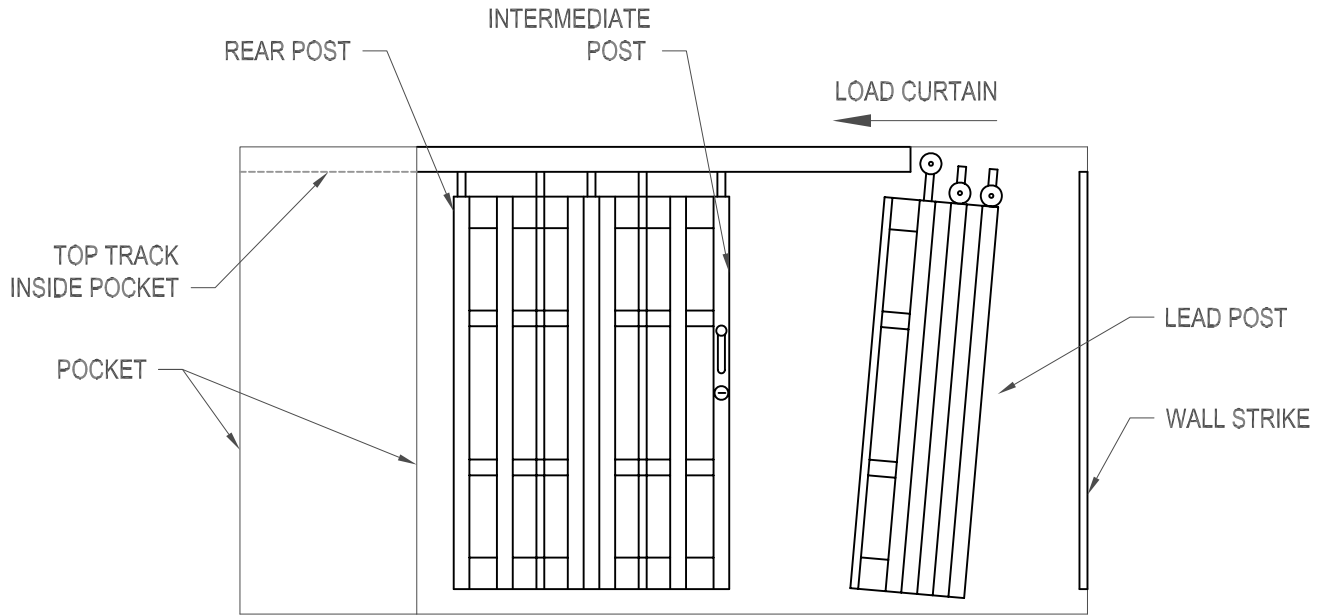 INTERMEDIATE
POST
REAR POST
LOAD CURTAIN
TOP TRACK
INSIDE POCKET
LEAD POST
POCKET
WALL STRIKE